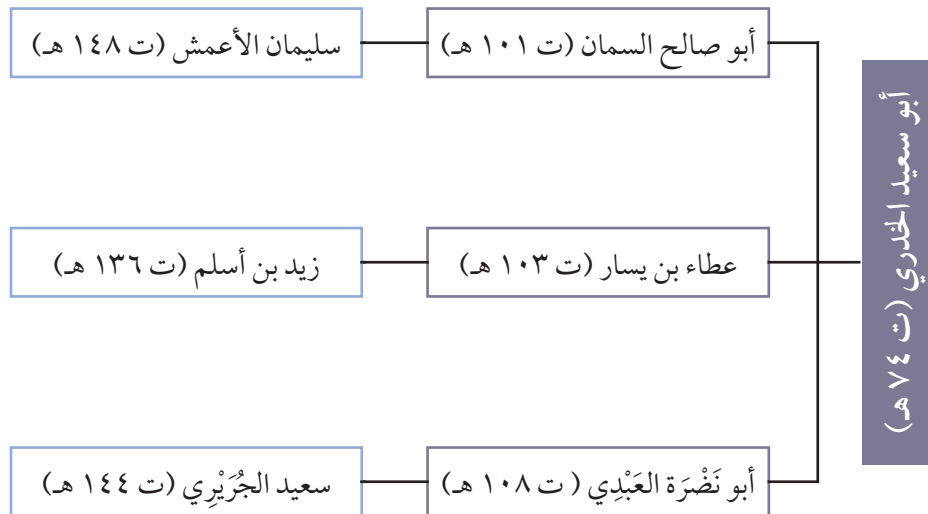 أبو سعيد الخدري (ت ٧٤ هـ)
أبو صالح السمان (ت ١٠١ هـ)
سليمان الأعمش (ت ١٤٨ هـ)
عطاء بن يسار (ت ١٠٣ هـ)
زيد بن أسلم (ت ١٣٦ هـ)
أبو نَضْرَة العَبْدِي ( ت ١٠٨ هـ)
سعيد الجُرَيْرِي (ت ١٤٤ هـ)